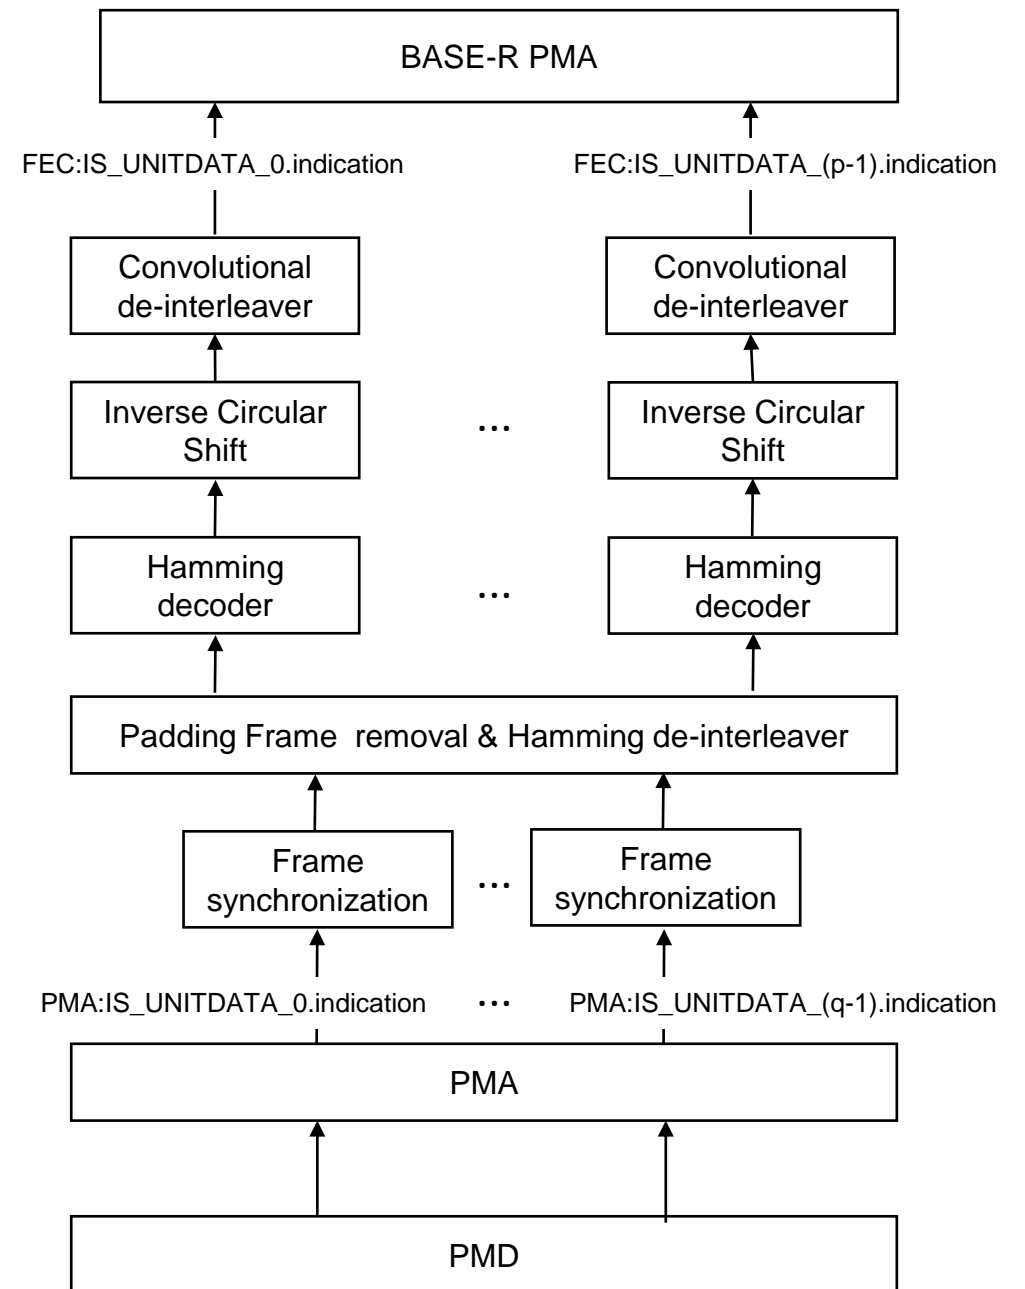 BASE-R PMA
FEC:IS_UNITDATA_0.indication FEC:IS_UNITDATA_(p-1).indication
Convolutional
de-interleaver
Convolutional
de-interleaver
Inverse Circular
Shift
...
Inverse Circular
Shift
Hamming
decoder
...
Hamming
decoder
Padding Frame  removal & Hamming de-interleaver
Frame
synchronization
...
Frame
synchronization
PMA:IS_UNITDATA_0.indication ... PMA:IS_UNITDATA_(q-1).indication
PMA
PMD